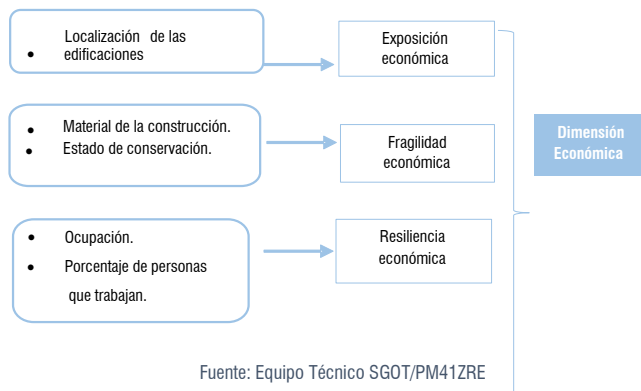 • Localización de las
edificaciones
Exposición
económica
• Material de la construcción.
• Estado de conservación.
Fragilidad
económica
Dimensión
Económica
• Ocupación.
• Porcentaje de personas
que trabajan.
Resiliencia
económica
Fuente: Equipo Técnico SGOT/PM41ZRE